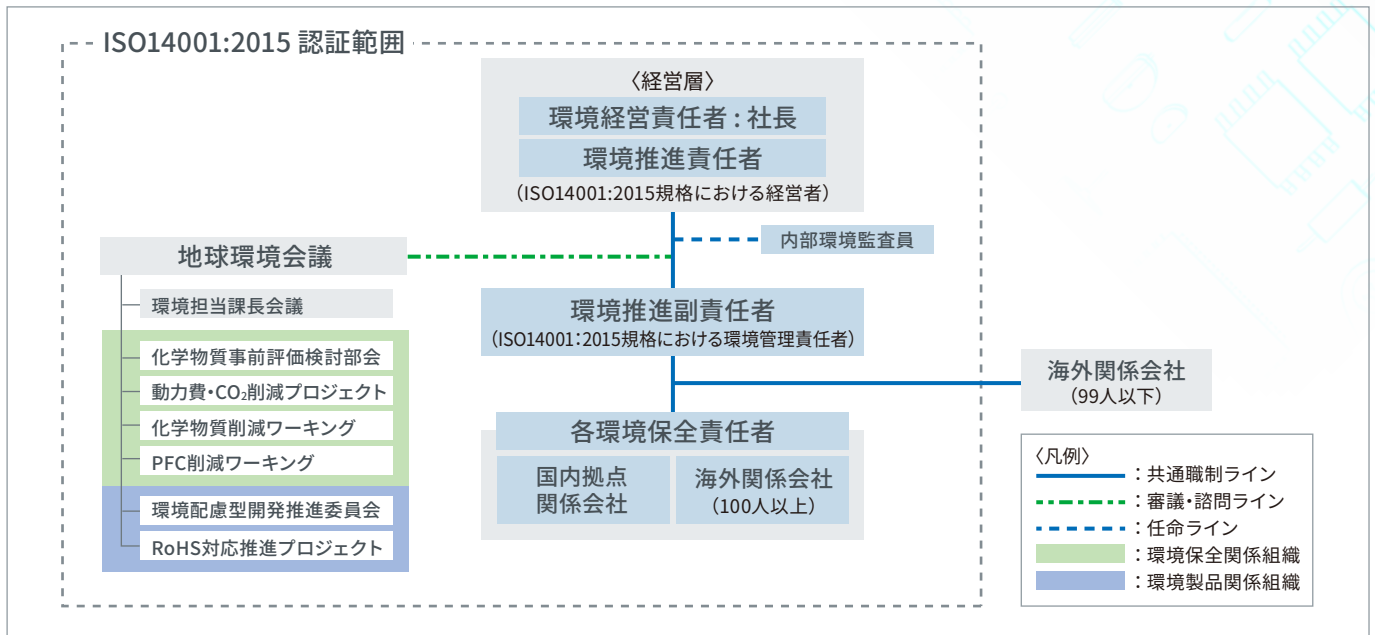 ISO14001:2015 認証範囲
〈経営層〉
環境経営責任者：社長
環境推進責任者
（ISO14001:2015規格における経営者）
内部環境監査員
地球環境会議
環境担当課長会議
化学物質事前評価検討部会
動力費・CO₂削減プロジェクト
化学物質削減ワーキング
PFC削減ワーキング
環境配慮型開発推進委員会
RoHS対応推進プロジェクト
環境推進副責任者
（ISO14001：2015規格における環境管理責任者）
各環境保全責任者
国内拠点
関係会社
海外関係会社
（100人以上）
海外関係会社
（99人以下）
〈凡例〉
：共通職制ライン
：審議・諮問ライン
：任命ライン
：環境保全関係組織
：環境製品関係組織